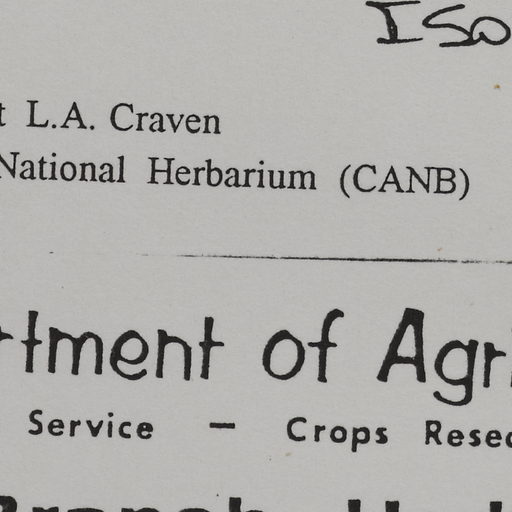 Iso
t L.A. Craven
National Herbarium (CANB)
rtment of Agri
Service — Crops Resea